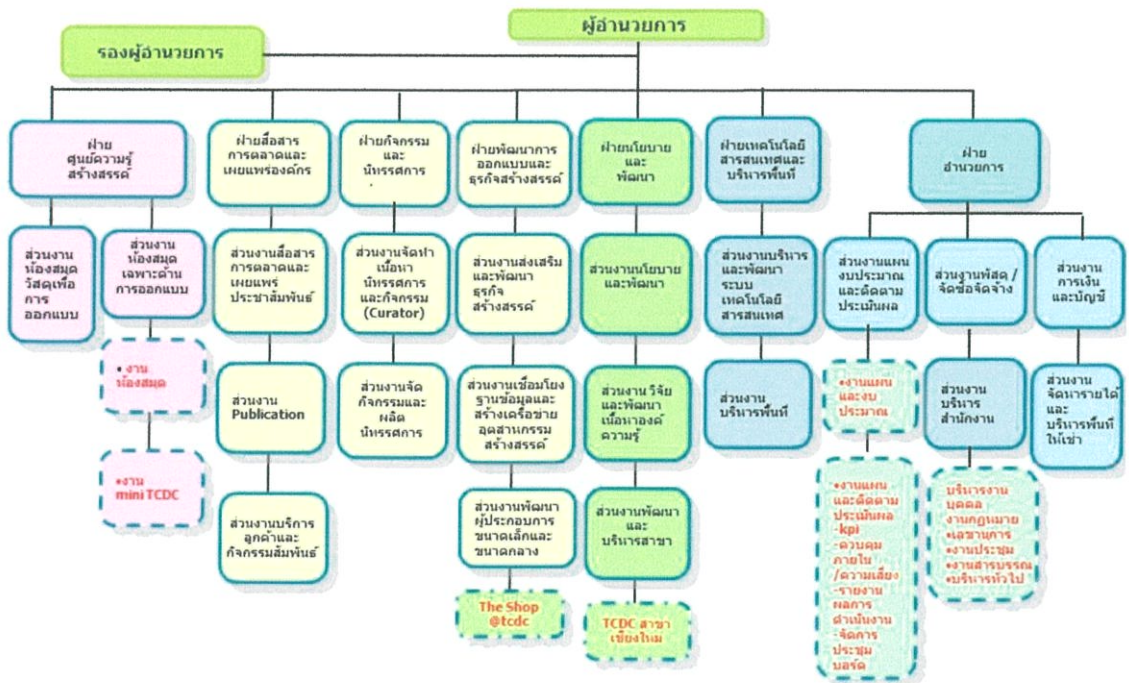 ผู้อำนวยการ
รองผู้อำนวยการ
ฝ่าย
ศูนย์ความรู้
สร้างสรรค์
ฝ่ายสื่อสาร
การตลาดและ
เผยแพร่องค์กร
ฝ่ายกิจกรรม
และ
นิทรรศการ
ฝ่ายพัฒนาการ
ออกแบบและ
ธุรกิจสร้างสรรค์
ฝ่ายนโยบาย
และ
พัฒนา
ฝ่ายเทคโนโลยี
สารสนเทศและ
บริหารพื้นที่
ฝ่าย
อำนวยการ
ส่วนงาน
ห้องสมุด
วัสดุเพื่อ
การ
ออกแบบ
ส่วนงาน
ห้องสมุด
เฉพาะด้าน
การออกแบบ
ส่วนงานสื่อสาร
การตลาดและ
เผยแพร่
ประชาสัมพันธ์
ส่วนงานจัดทำ
เนื้อหา
นิทรรศการ
และกิจกรรม
(Curator)
ส่วนงานส่งเสริม
และพัฒนา
ธุรกิจ
สร้างสรรค์
ส่วนงานนโยบาย
และพัฒนา
ส่วนงานบริหาร
และพัฒนา
ระบบ
เทคโนโลยี
สารสนเทศ
ส่วนงานแผน
งบประมาณ
และติดตาม
ประเมินผล
ส่วนงานพัสดุ /
จัดซื้อจัดจ้าง
ส่วนงาน
การเงิน
และบัญชี
• งาน
ห้องสมุด
ส่วนงาน
Publication
ส่วนงานจัด
กิจกรรมและ
ผลิต
นิทรรศการ
ส่วนงานเชื่อมโยง
ฐานข้อมูลและ
สร้างเครือข่าย
อุตสาหกรรม
สร้างสรรค์
ส่วนงาน วิจัย
และพัฒนา
เนื้อหาองค์
ความรู้
ส่วนงาน
บริหารพื้นที่
•งานแผน
และงบ
ประมาณ
ส่วนงาน
บริหาร
สำนักงาน
ส่วนงาน
จัดหารายได้
และ
บริหารพื้นที่
ให้เช่า
•งาน
mini TCDC
ส่วนงานบริการ
ลูกค้าและ
กิจกรรมสัมพันธ์
ส่วนงานพัฒนา
ผู้ประกอบการ
ขนาดเล็กและ
ขนาดกลาง
ส่วนงานพัฒนา
และ
บริหารสาขา
•งานแผน
และติดตาม
ประเมินผล
-kpi
-ควบคุม
ภายใน
/ความเสี่ยง
-รายงาน
ผลการ
ดำเนินงาน
-จัดการ
ประชุม
บอร์ด
บริหารงาน
บุคคล
งานกฎหมาย
•เลขานุการ
•งานประชุม
•งานสารบรรณ
•บริหารทั่วไป
The Shop
@tcdc
TCDC สาขา
เชียงใหม่